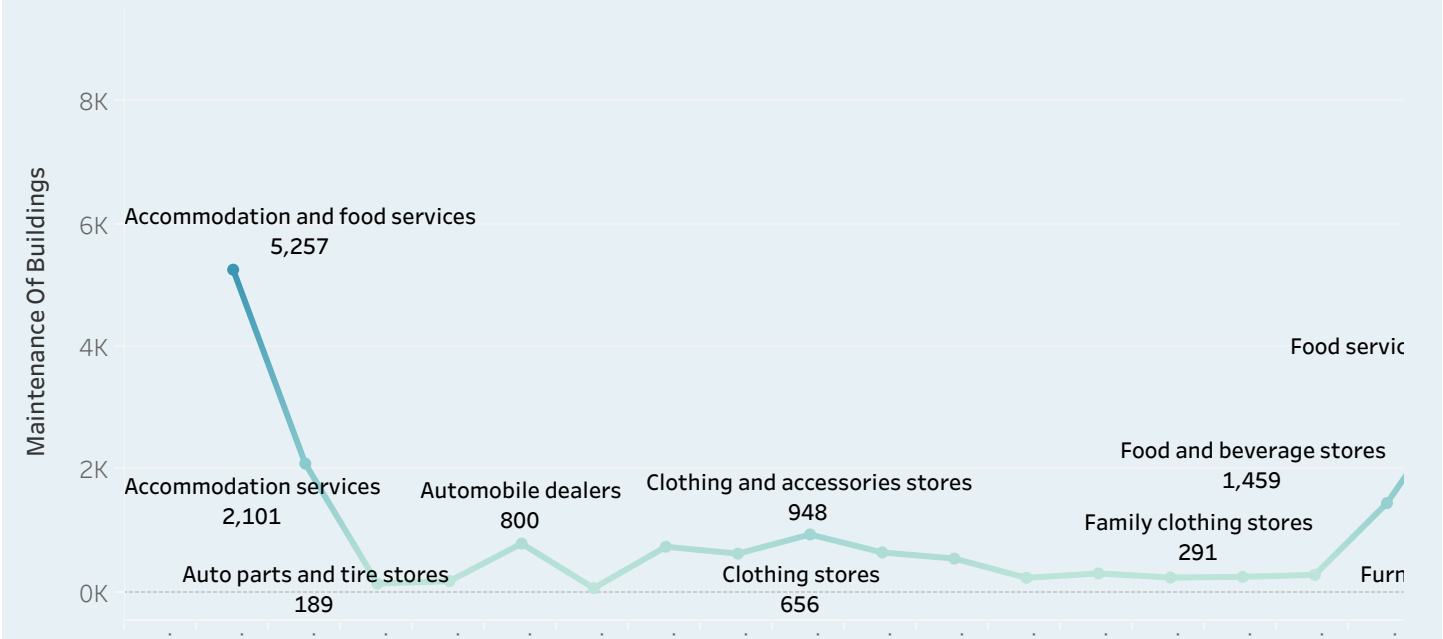 Maintenance Of Buildings
8K
6K
4K
2K
0K
Accommodation and food services
5,257
Accommodation services
2,101
Auto parts and tire stores
189
Automobile dealers
800
Clothing and accessories stores
948
Clothing stores
656
Family clothing stores
291
Food and beverage stores
1,459
Food servic
Furn